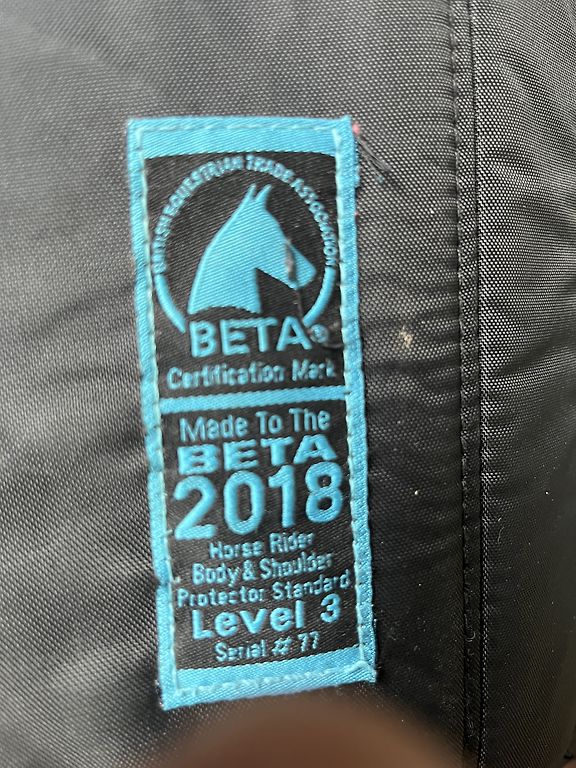 BRITISH EQUESTRIAN TRADE ASSOCIATION
BETA®
Certification Mark
Made To The
BETA
2018
Horse Rider
Body & Shoulder
Protector Standard
Level 3
Serial # 77